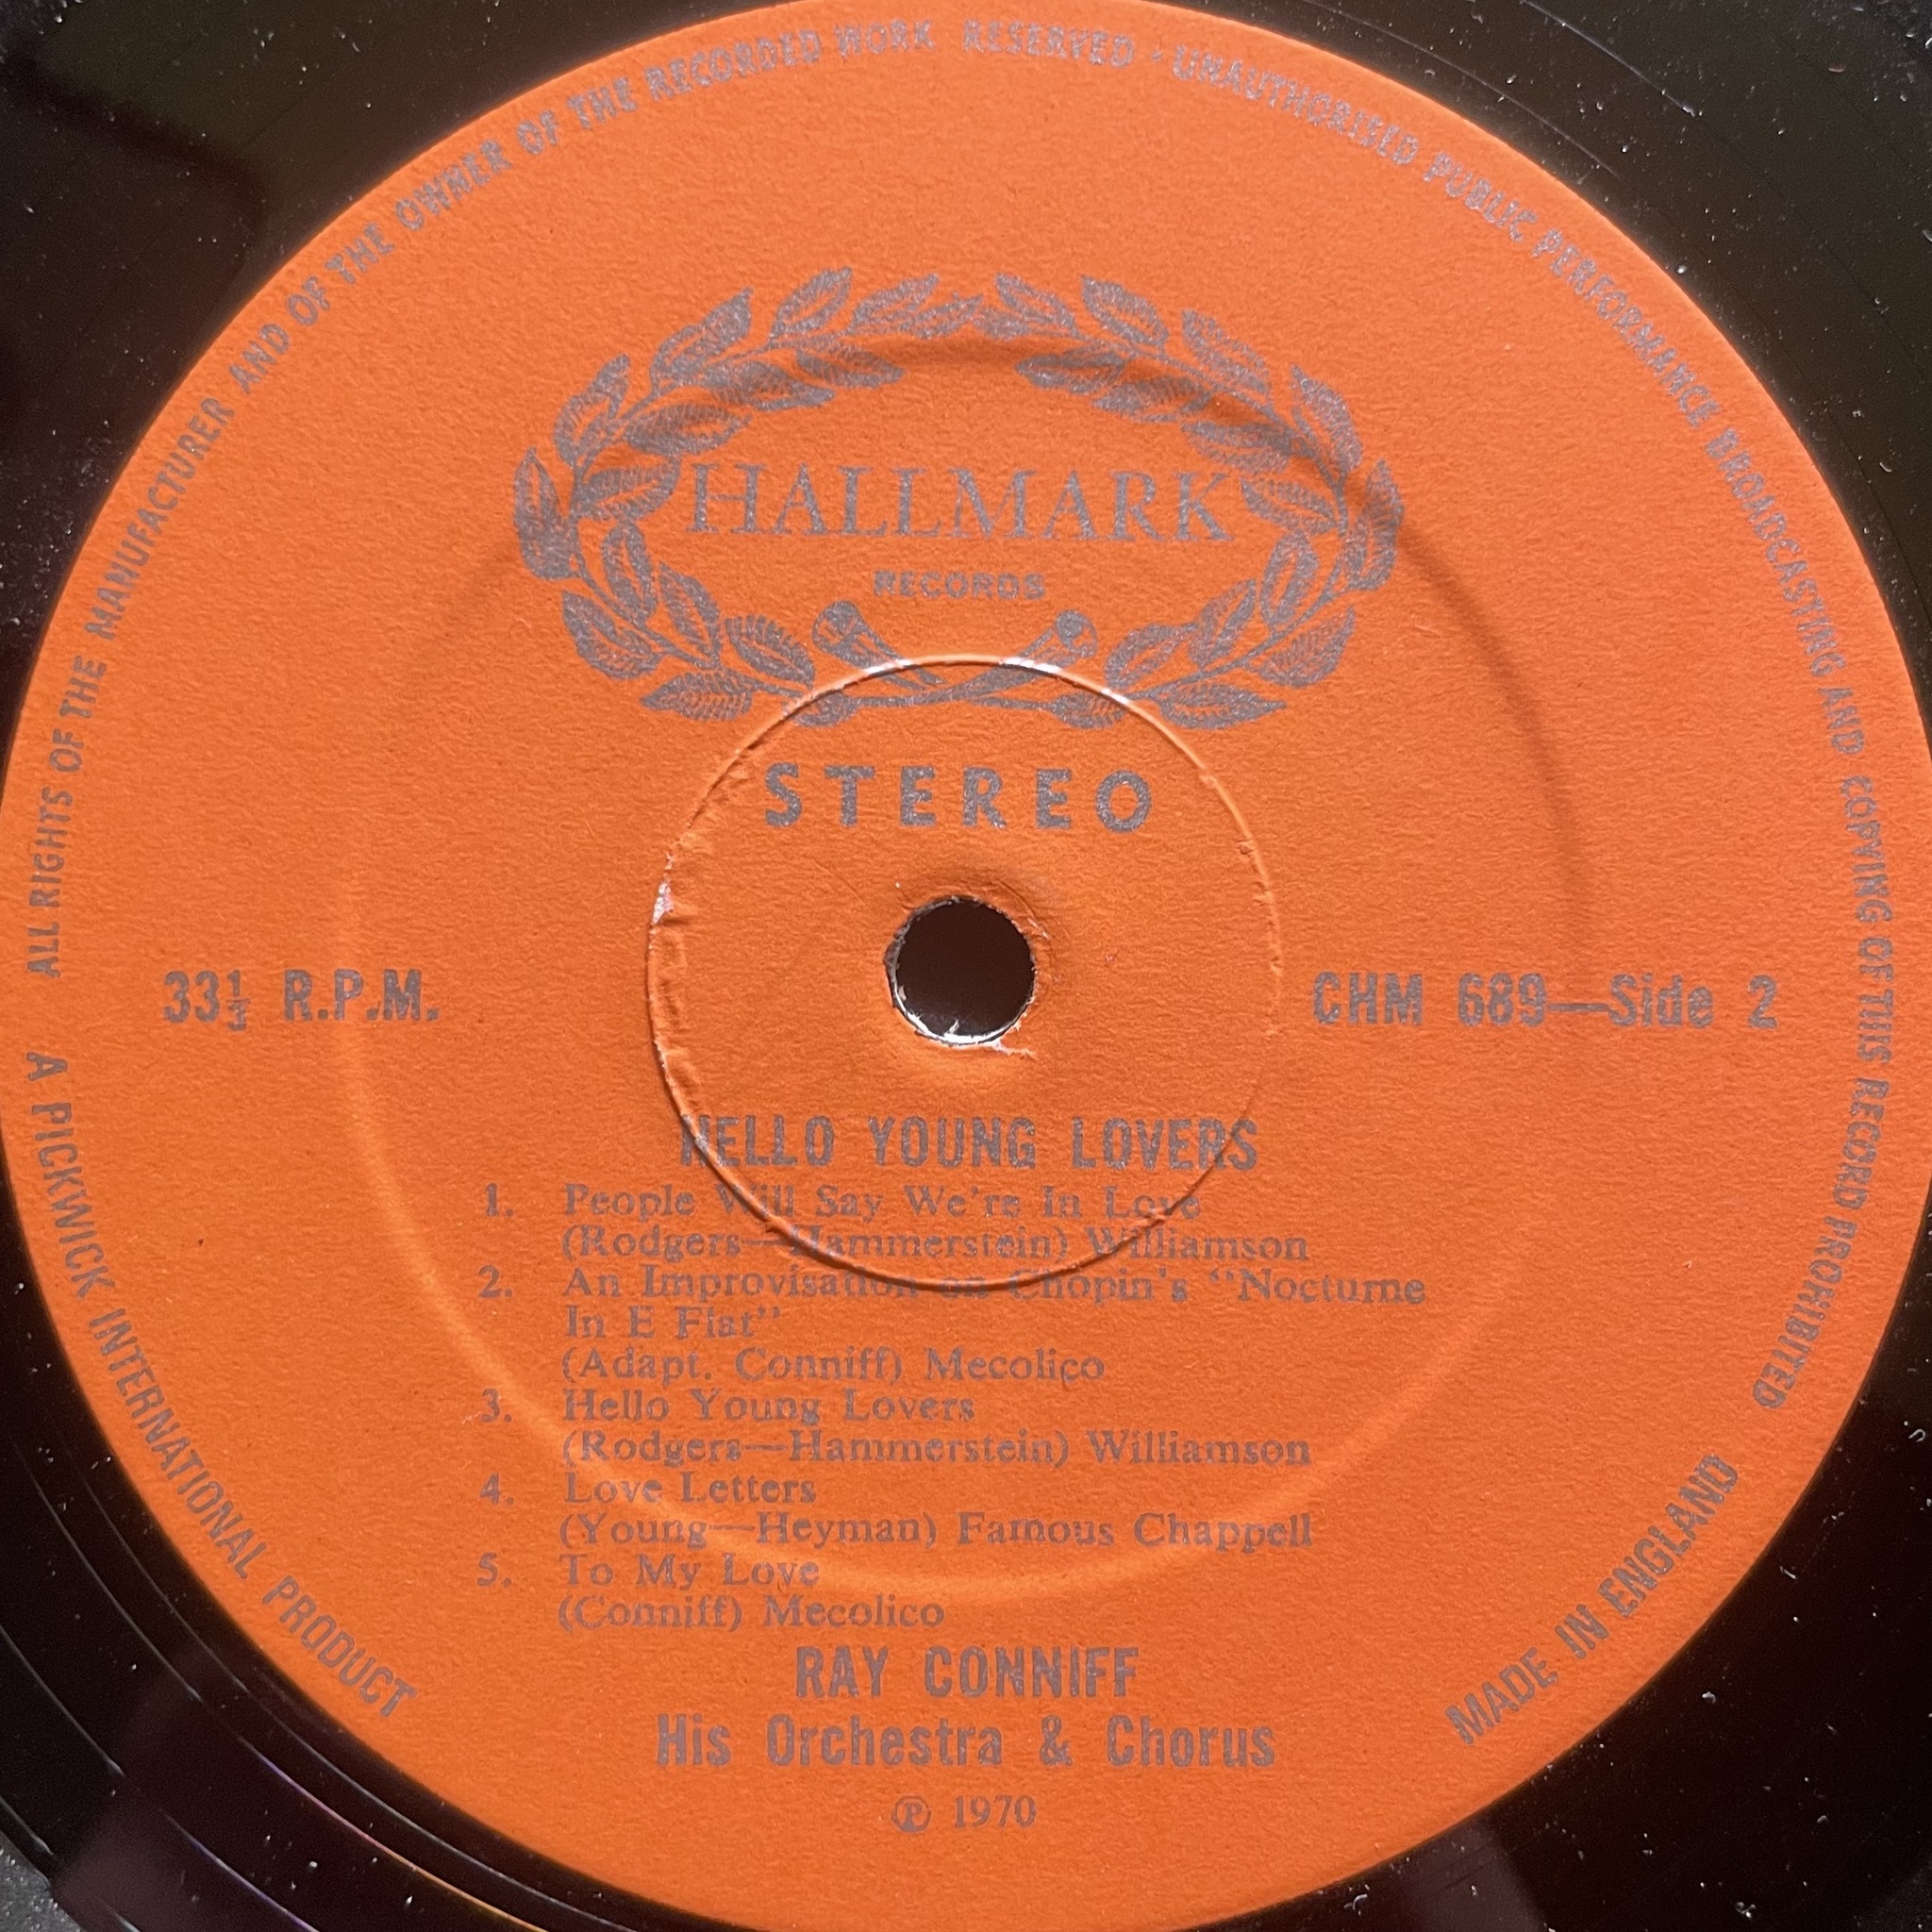 ALL RIGHTS OF THE MANUFACTURER AND OF THE OWNER OF THE RECORDED WORK RESERVED · UNAUTHORISED PUBLIC PERFORMANCE BROADCASTING AND COPYING OF THIS RECORD PROHIBITED
HALLMARK
RECORDS
STEREO
33⅓ R.P.M.
CHM 689—Side 2
HELLO YOUNG LOVERS
1. People Will Say We're In Love
(Rodgers—Hammerstein) Williamson
2. An Improvisation on Chopin's "Nocturne
In E Flat"
(Adapt. Conniff) Mecolico
3. Hello Young Lovers
(Rodgers—Hammerstein) Williamson
4. Love Letters
(Young—Heyman) Famous Chappell
5. To My Love
(Conniff) Mecolico
RAY CONNIFF
His Orchestra & Chorus
℗ 1970
A PICKWICK INTERNATIONAL PRODUCT
MADE IN ENGLAND